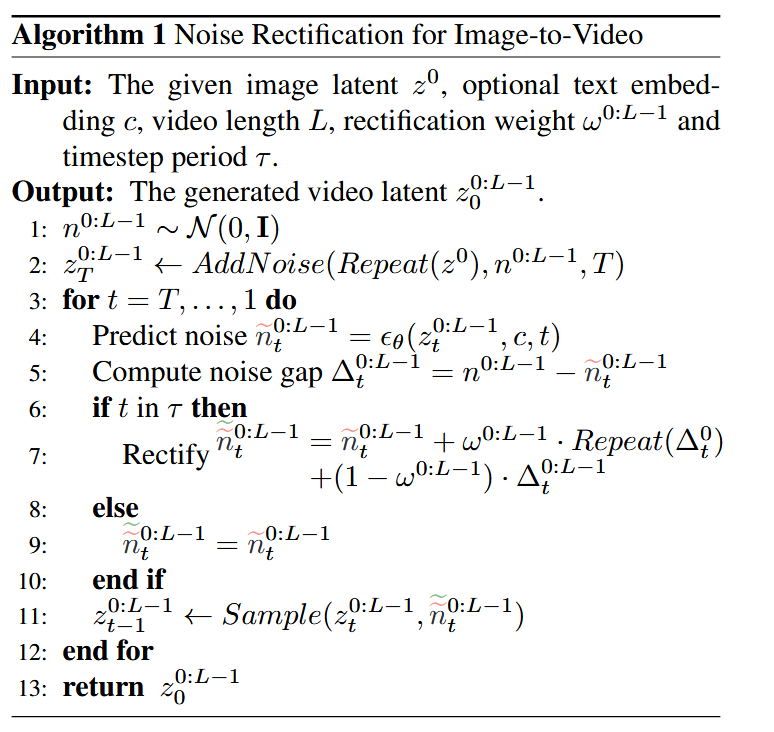 Algorithm 1 Noise Rectification for Image-to-Video
Input: The given image latent $z^0$, optional text embed-
ding $c$, video length $L$, rectification weight $\omega^{0:L-1}$ and
timestep period $\tau$.
Output: The generated video latent $z_0^{0:L-1}$.
1: $n^{0:L-1} \sim \mathcal{N}(0, \mathbf{I})$
2: $z_T^{0:L-1} \leftarrow AddNoise(Repeat(z^0), n^{0:L-1}, T)$
3: for $t = T, \ldots, 1$ do
4: Predict noise $\widetilde{n}_t^{0:L-1} = \epsilon_\theta(z_t^{0:L-1}, c, t)$
5: Compute noise gap $\Delta_t^{0:L-1} = n^{0:L-1} - \widetilde{n}_t^{0:L-1}$
6: if $t$ in $\tau$ then
7: Rectify $\widetilde{\widetilde{n}}_t^{0:L-1} = \widetilde{n}_t^{0:L-1} + \omega^{0:L-1} \cdot Repeat(\Delta_t^0)$
$+(1 - \omega^{0:L-1}) \cdot \Delta_t^{0:L-1}$
8: else
9: $\widetilde{\widetilde{n}}_t^{0:L-1} = \widetilde{n}_t^{0:L-1}$
10: end if
11: $z_{t-1}^{0:L-1} \leftarrow Sample(z_t^{0:L-1}, \widetilde{\widetilde{n}}_t^{0:L-1})$
12: end for
13: return $z_0^{0:L-1}$